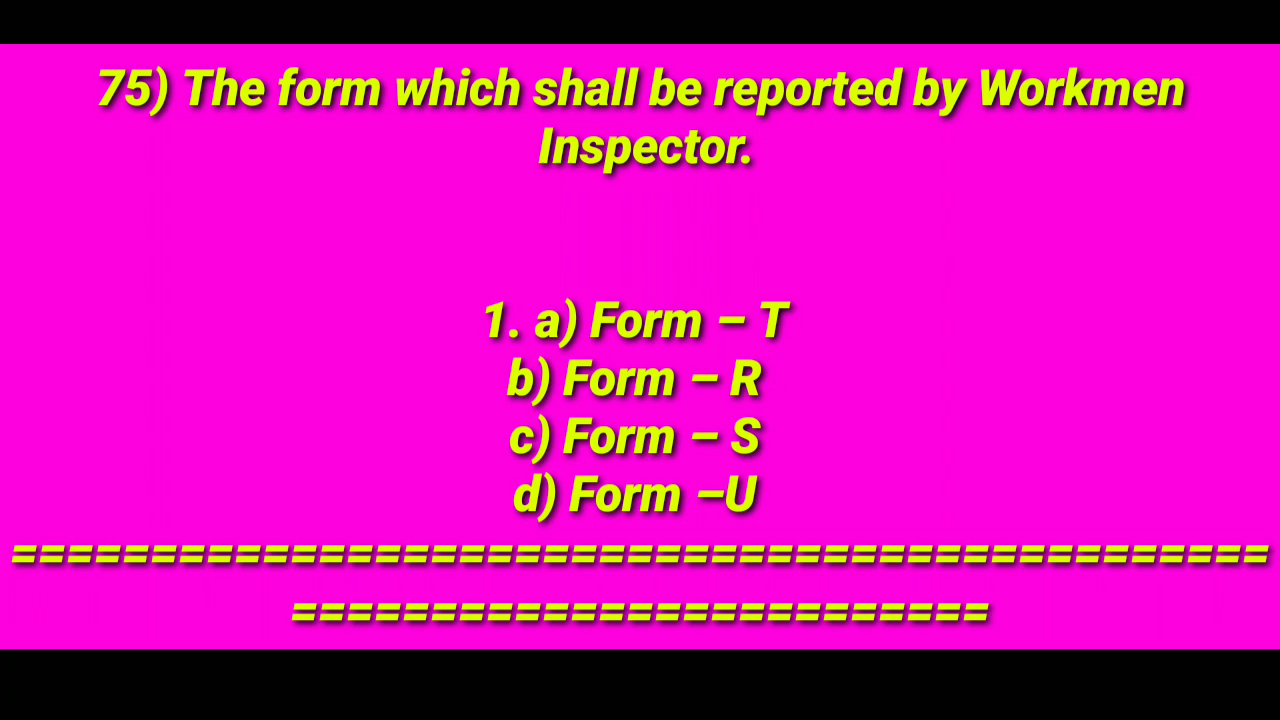 75) The form which shall be reported by Workmen
Inspector.
1. a) Form – T
b) Form – R
c) Form – S
d) Form –U
=============================================
=========================